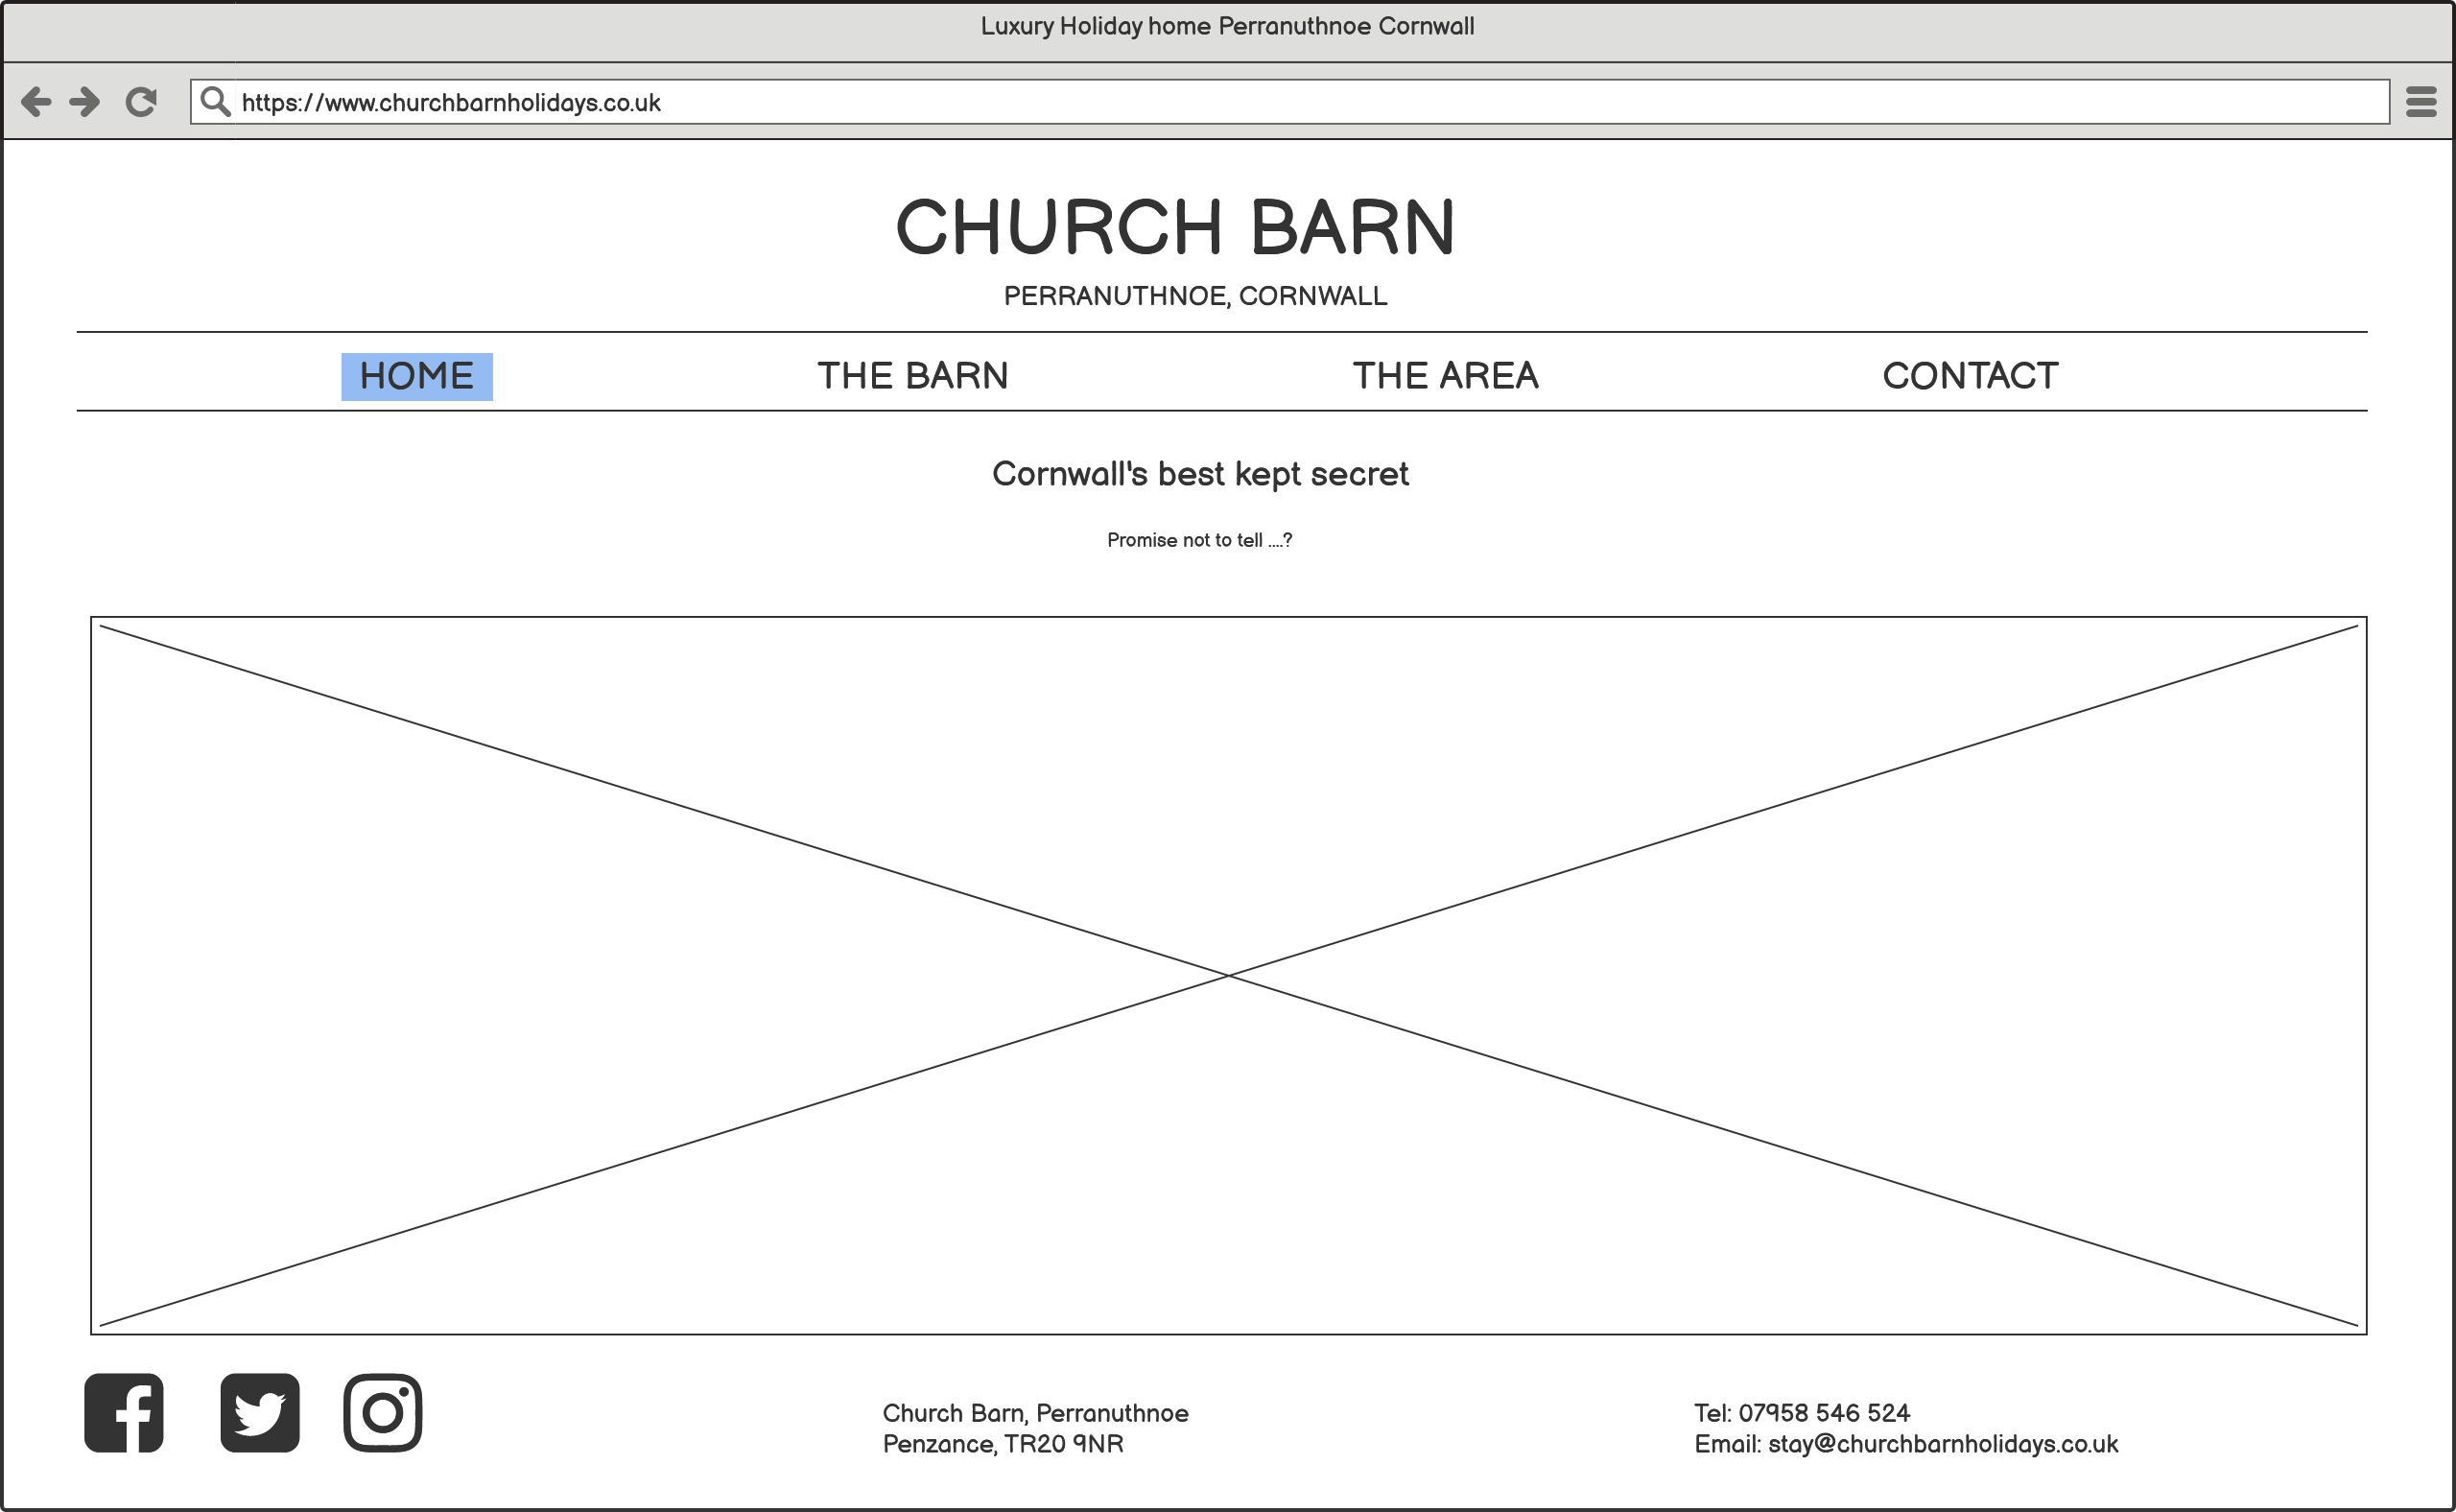 Luxury Holiday home Perranuthnoe Cornwall
https://www.churchbarnholidays.co.uk
CHURCH BARN
PERRANUTHNOE, CORNWALL
HOME THE BARN THE AREA CONTACT
Cornwall's best kept secret
Promise not to tell ....?
Church Barn, Perranuthnoe
Penzance, TR20 9NR
Tel: 07958 546 524
Email: stay@churchbarnholidays.co.uk